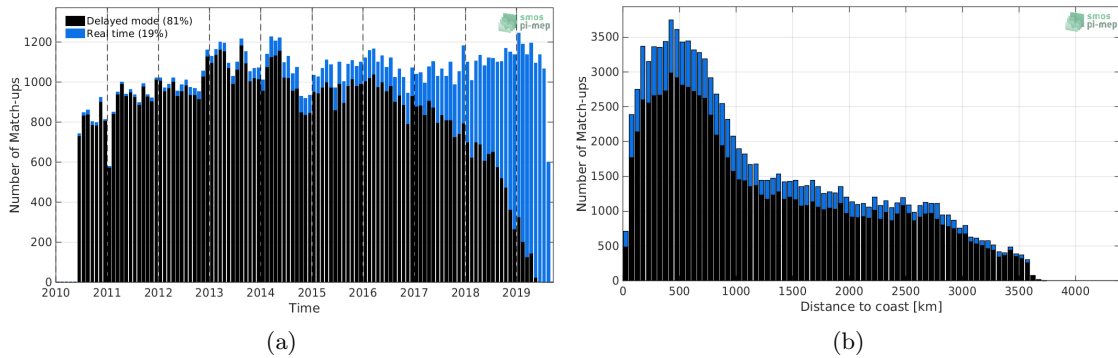 Delayed mode (81%)
Real time (19%)
smos
pi-mep
1200
1000
800
600
400
200
0
Number of Match-ups
2010 2011 2012 2013 2014 2015 2016 2017 2018 2019
Time
(a)
smos
pi-mep
3500
3000
2500
2000
1500
1000
500
0
Number of Match-ups
0 500 1000 1500 2000 2500 3000 3500 4000
Distance to coast [km]
(b)